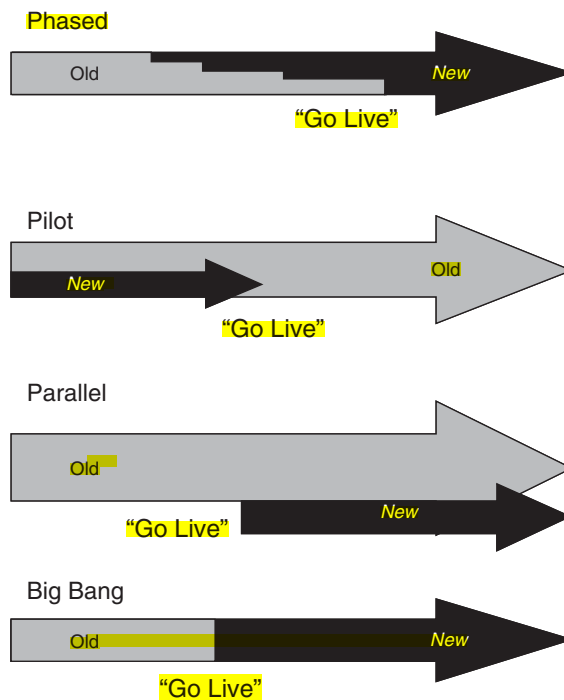 Phased
Old
New
“Go Live”
Pilot
Old
New
“Go Live”
Parallel
Old
New
“Go Live”
Big Bang
Old
New
“Go Live”